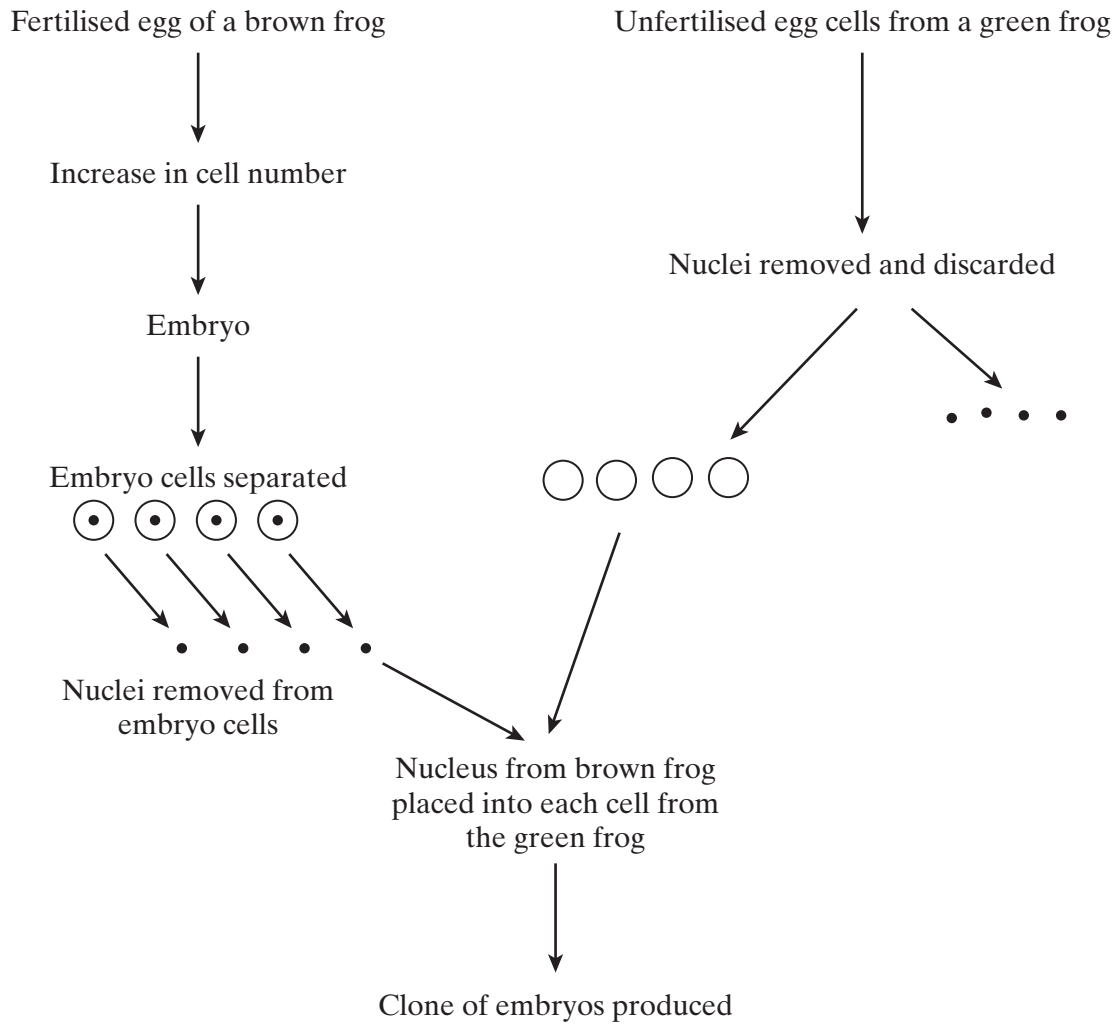 Fertilised egg of a brown frog
Unfertilised egg cells from a green frog
Increase in cell number
Nuclei removed and discarded
Embryo
Embryo cells separated
Nuclei removed from
embryo cells
Nucleus from brown frog
placed into each cell from
the green frog
Clone of embryos produced